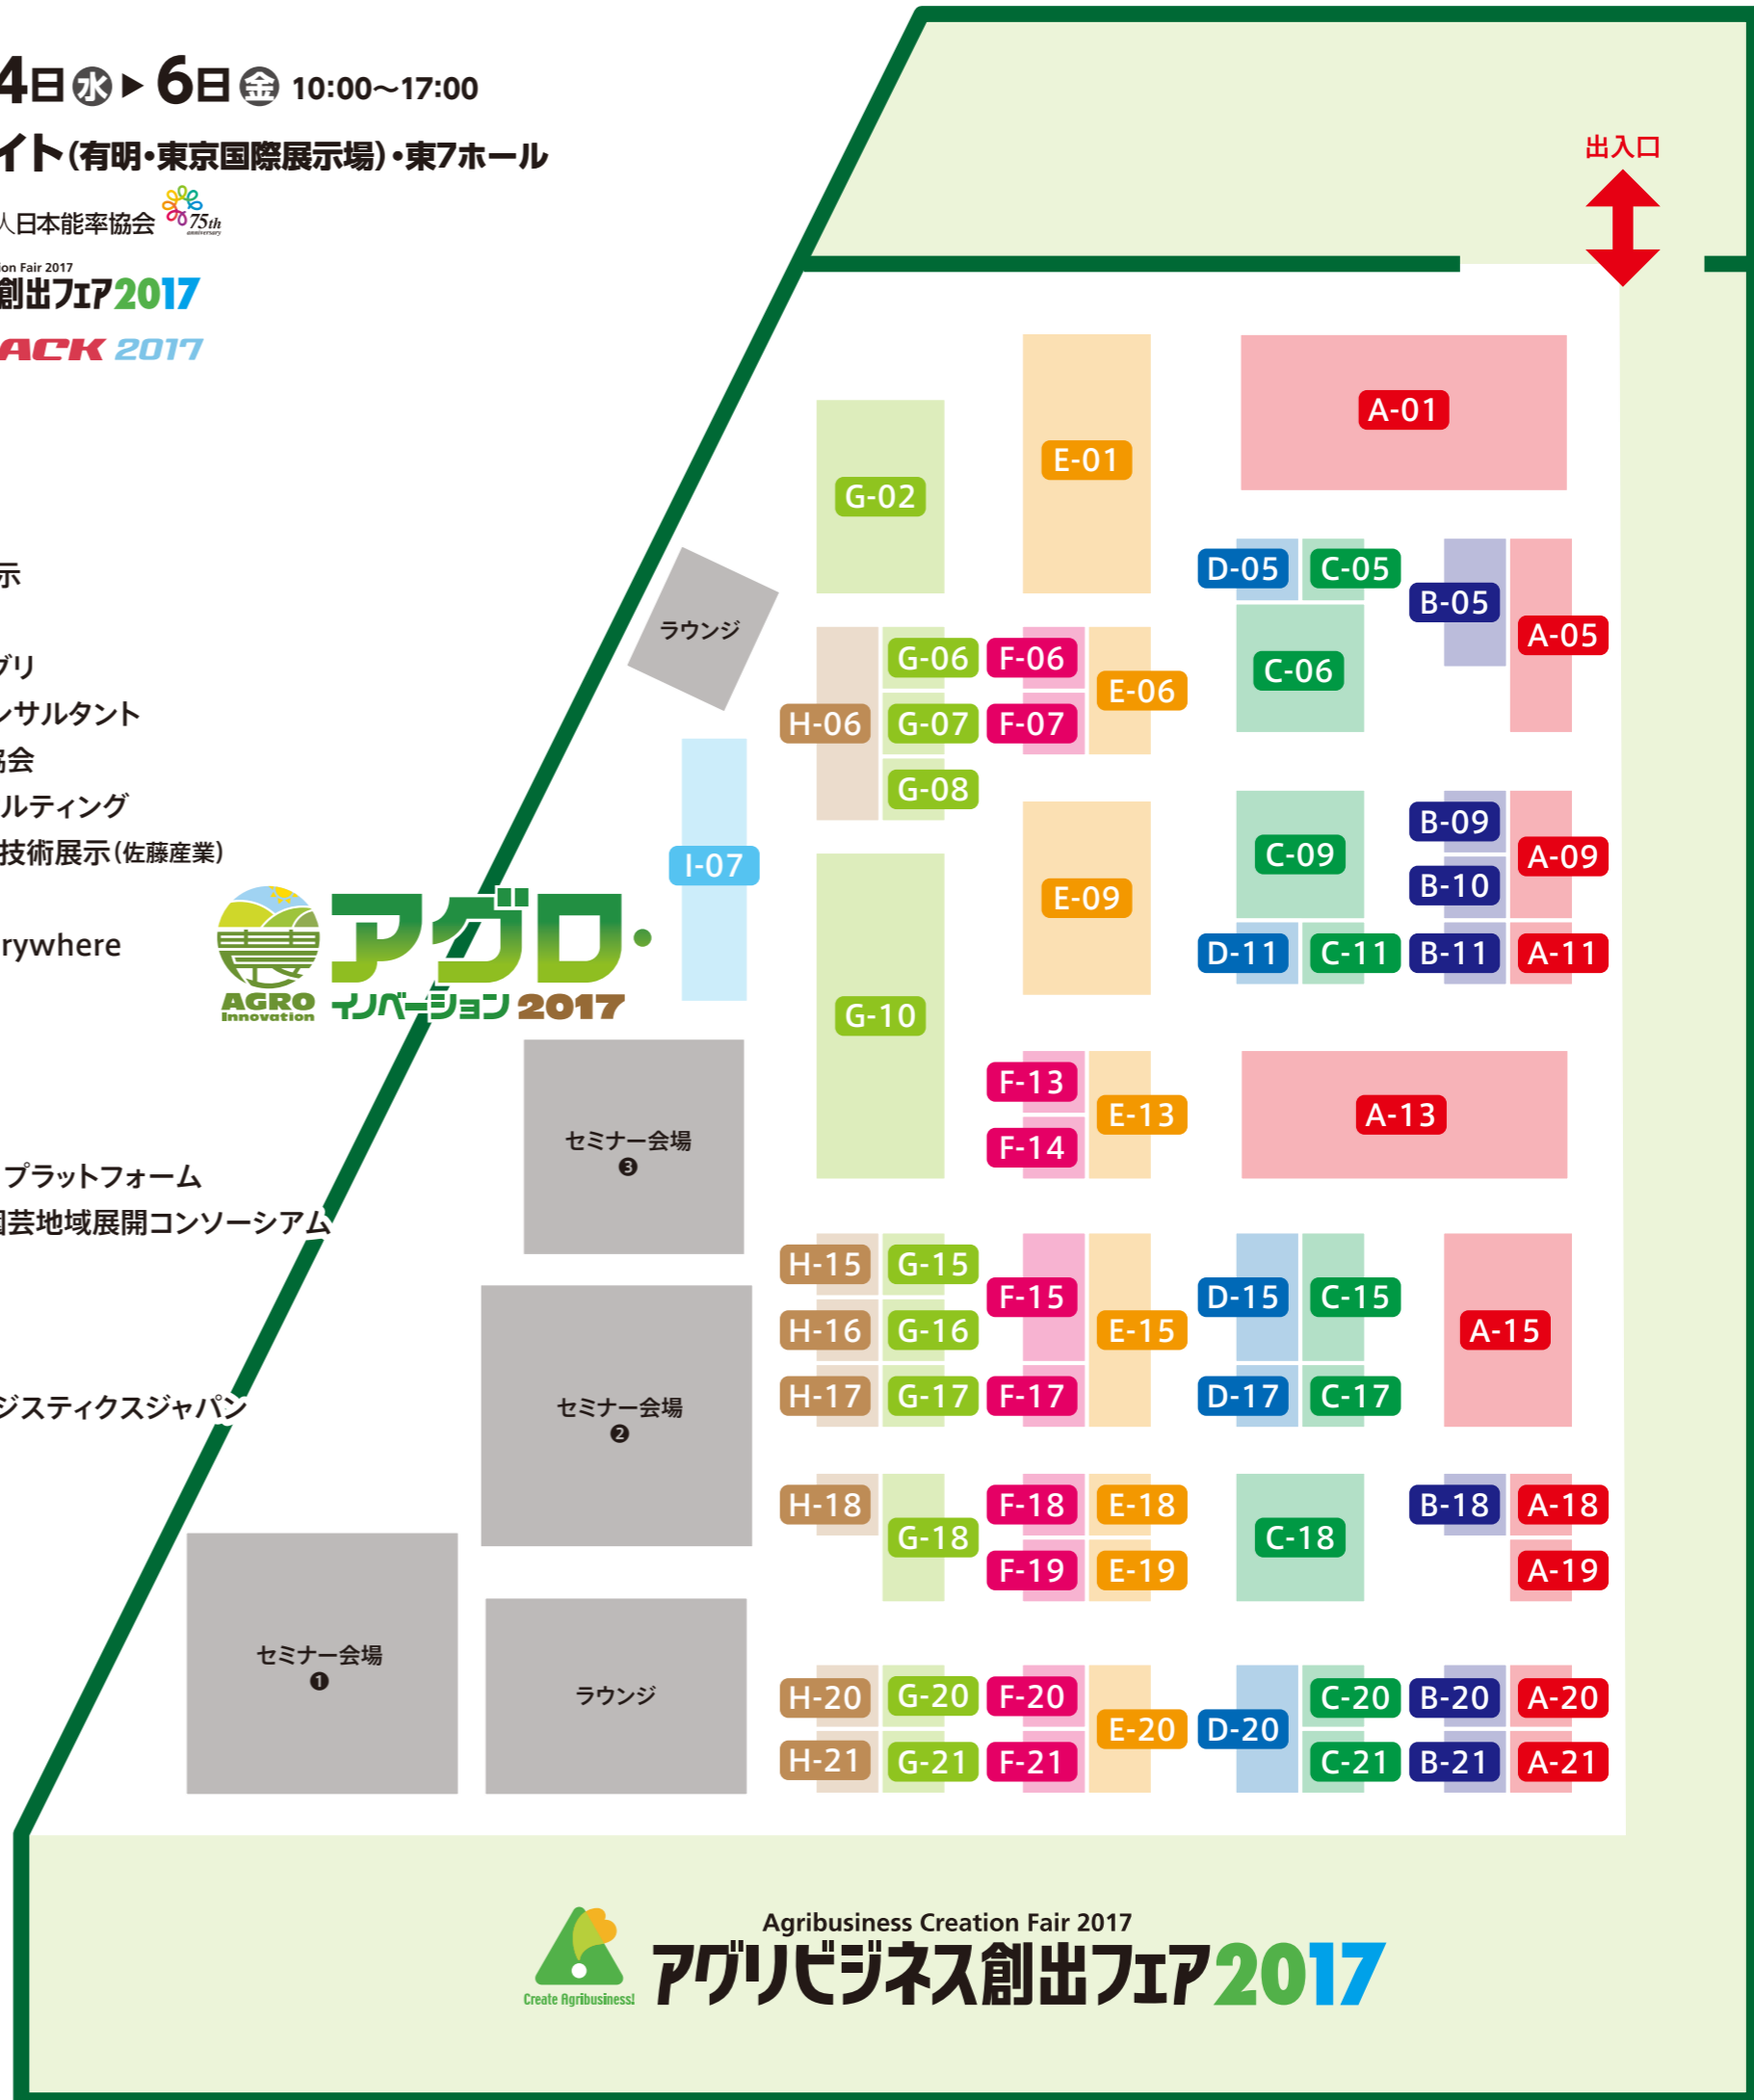 4日 水 ▶ 6日 金 10:00～17:00
イト(有明・東京国際展示場)・東7ホール
人日本能率協会 75th anniversary
ion Fair 2017
創出フェア2017
ACK 2017
出入口
A-01
E-01
G-02
示
D-05 C-05
B-05
A-05
ラウンジ
グリ
G-06 F-06
E-06
C-06
ンサルタント
H-06 G-07 F-07
協会
G-08
ルティング
B-09
技術展示(佐藤産業)
I-07
C-09
A-09
B-10
E-09
rywhere
D-11 C-11 B-11 A-11
アグロ・
イノベーション 2017
AGRO
Innovation
G-10
F-13
E-13
A-13
F-14
セミナー会場
❸
プラットフォーム
園芸地域展開コンソーシアム
H-15 G-15
F-15
D-15 C-15
H-16 G-16
E-15
A-15
H-17 G-17 F-17
D-17 C-17
ジスティクスジャパン
セミナー会場
❷
H-18
F-18 E-18
B-18 A-18
G-18
C-18
F-19 E-19
A-19
セミナー会場
❶
ラウンジ
H-20 G-20 F-20
C-20 B-20 A-20
E-20 D-20
H-21 G-21 F-21
C-21 B-21 A-21
Agribusiness Creation Fair 2017
アグリビジネス創出フェア2017
Create Agribusiness!